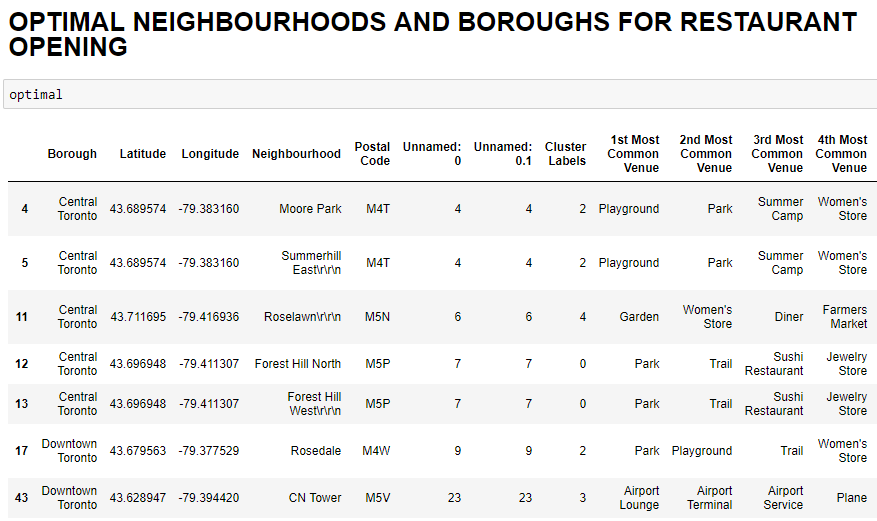 OPTIMAL NEIGHBOURHOODS AND BOROUGHS FOR RESTAURANT
OPENING
optimal
Borough Latitude Longitude Neighbourhood Postal Code Unnamed: 0 Unnamed: 0.1 Cluster Labels 1st Most Common Venue 2nd Most Common Venue 3rd Most Common Venue 4th Most Common Venue
4 Central Toronto 43.689574 -79.383160 Moore Park M4T 4 4 2 Playground Park Summer Camp Women's Store
5 Central Toronto 43.689574 -79.383160 Summerhill East\r\r\n M4T 4 4 2 Playground Park Summer Camp Women's Store
11 Central Toronto 43.711695 -79.416936 Roselawn\r\r\n M5N 6 6 4 Garden Women's Store Diner Farmers Market
12 Central Toronto 43.696948 -79.411307 Forest Hill North M5P 7 7 0 Park Trail Sushi Restaurant Jewelry Store
13 Central Toronto 43.696948 -79.411307 Forest Hill West\r\r\n M5P 7 7 0 Park Trail Sushi Restaurant Jewelry Store
17 Downtown Toronto 43.679563 -79.377529 Rosedale M4W 9 9 2 Park Playground Trail Women's Store
43 Downtown Toronto 43.628947 -79.394420 CN Tower M5V 23 23 3 Airport Lounge Airport Terminal Airport Service Plane